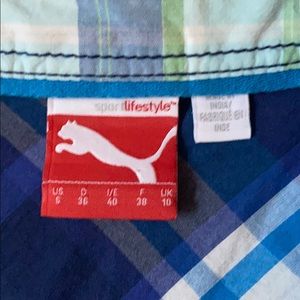 sportlifestyle™
US D I F UK
6 36 40 38 10
MADE IN
INDIA/
FABRIQUÉ EN
INDE